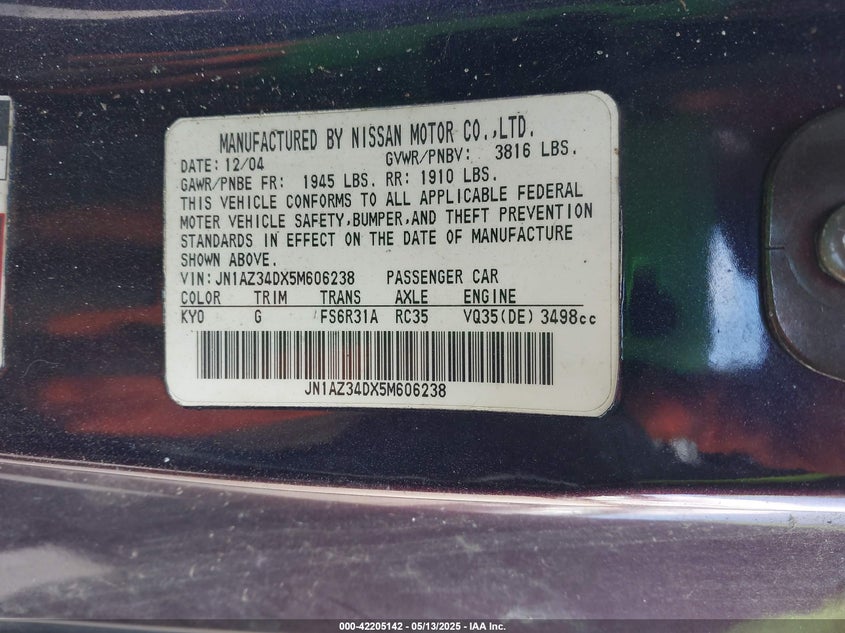 MANUFACTURED BY NISSAN MOTOR CO.,LTD.
DATE: 12/04 GVWR/PNBV: 3816 LBS.
GAWR/PNBE FR: 1945 LBS. RR: 1910 LBS.
THIS VEHICLE CONFORMS TO ALL APPLICABLE FEDERAL
MOTER VEHICLE SAFETY,BUMPER,AND THEFT PREVENTION
STANDARDS IN EFFECT ON THE DATE OF MANUFACTURE
SHOWN ABOVE.
VIN: JN1AZ34DX5M606238 PASSENGER CAR
COLOR TRIM TRANS AXLE ENGINE
KYO G FS6R31A RC35 VQ35(DE) 3498cc
JN1AZ34DX5M606238
000-42205142 - 05/13/2025 - IAA Inc.